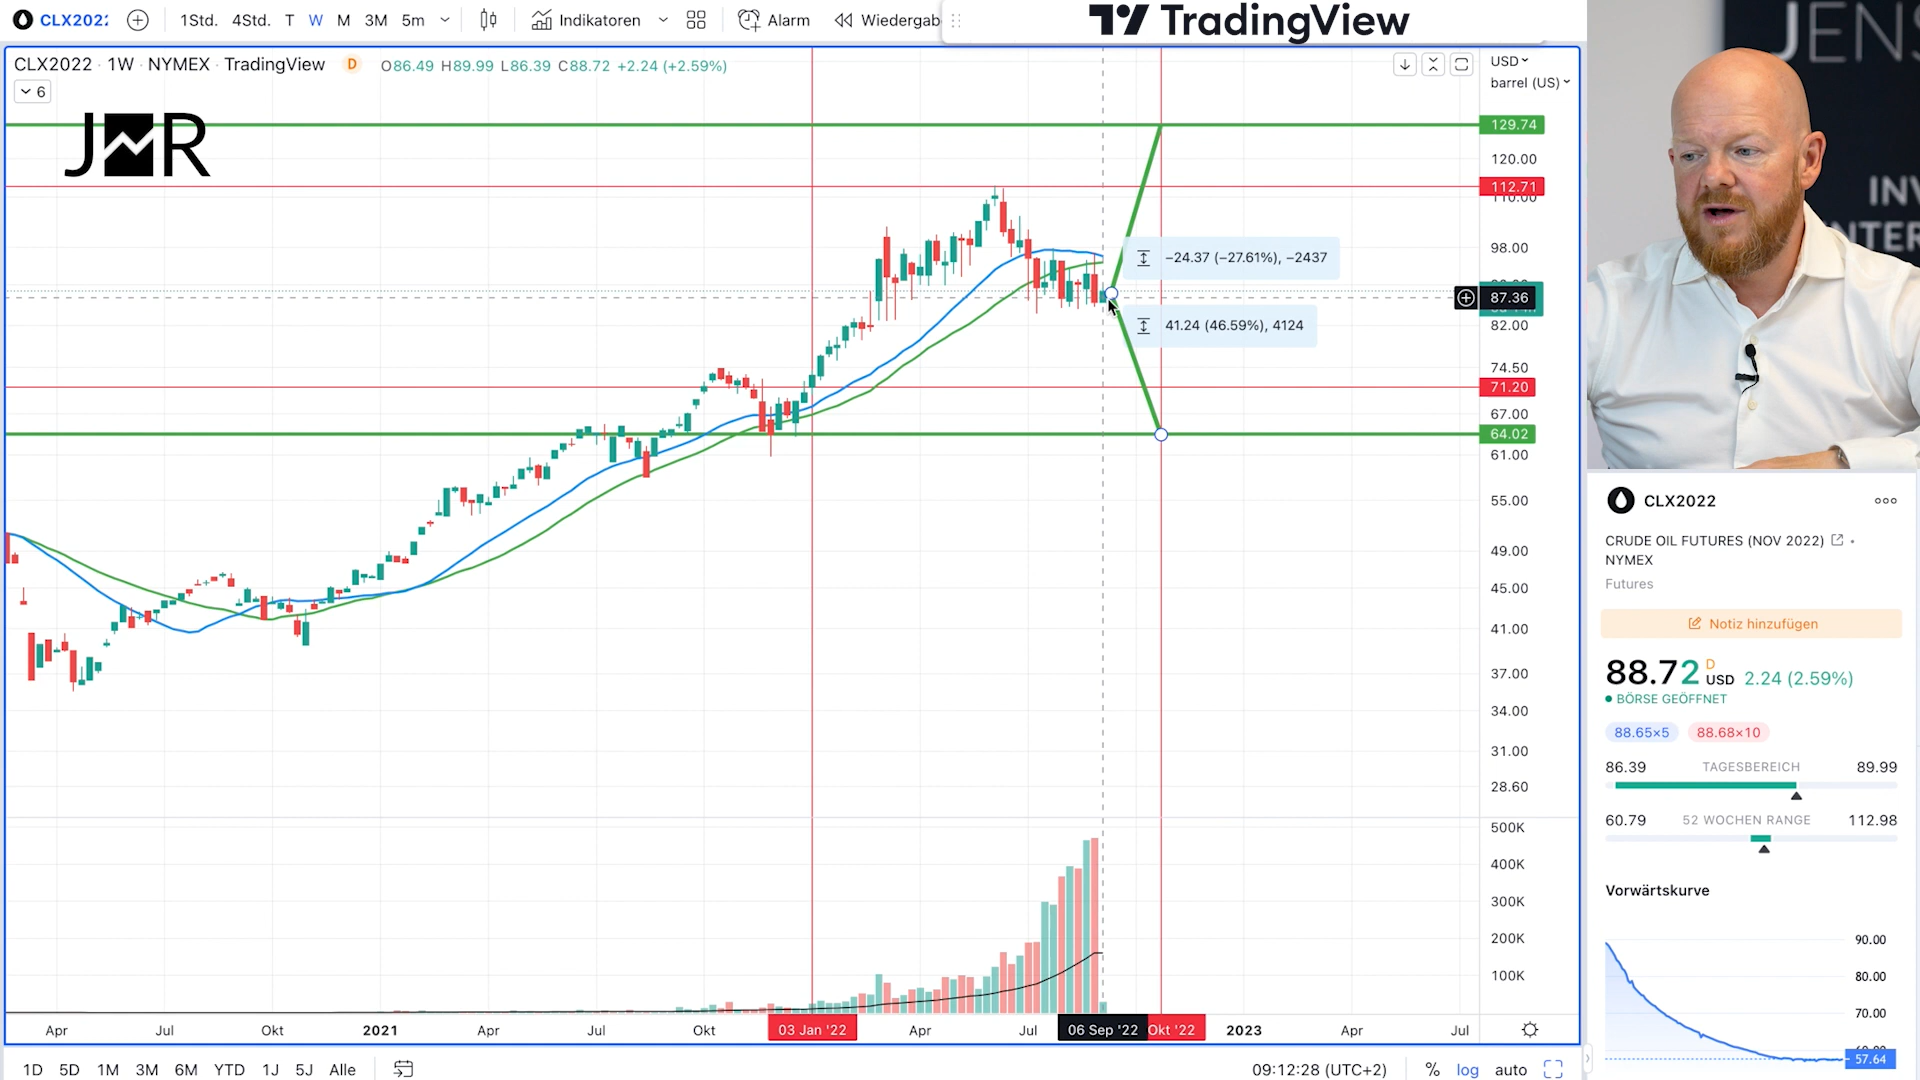 CLX202
1Std. 4Std. T W M 3M 5m
Indikatoren
Alarm
Wiedergab
TradingView
CLX2022 · 1W · NYMEX · TradingView D O86.49 H89.99 L86.39 C88.72 +2.24 (+2.59%)
6
JMR
USD
barrel (US)
129.74
120.00
112.71
110.00
98.00
87.36
82.00
74.50
71.20
67.00
64.02
61.00
55.00
49.00
45.00
41.00
37.00
34.00
31.00
28.60
500K
400K
300K
200K
100K
−24.37 (−27.61%), −2437
41.24 (46.59%), 4124
Apr Jul Okt 2021 Apr Jul Okt 03 Jan '22 Apr Jul 06 Sep '22 Okt '22 2023 Apr Jul
1D 5D 1M 3M 6M YTD 1J 5J Alle
09:12:28 (UTC+2) % log auto
JENS
INV
NTER
CLX2022
CRUDE OIL FUTURES (NOV 2022) •
NYMEX
Futures
Notiz hinzufügen
88.72 D USD 2.24 (2.59%)
BÖRSE GEÖFFNET
88.65×5 88.68×10
86.39 TAGESBEREICH 89.99
60.79 52 WOCHEN RANGE 112.98
Vorwärtskurve
90.00
80.00
70.00
57.64